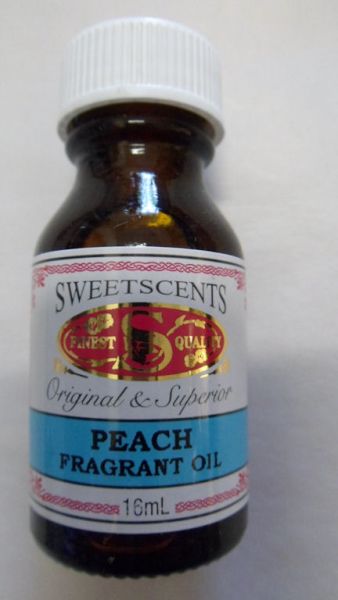 SWEETSCENTS
FINEST S QUALITY
Original & Superior
PEACH
FRAGRANT OIL
16mL